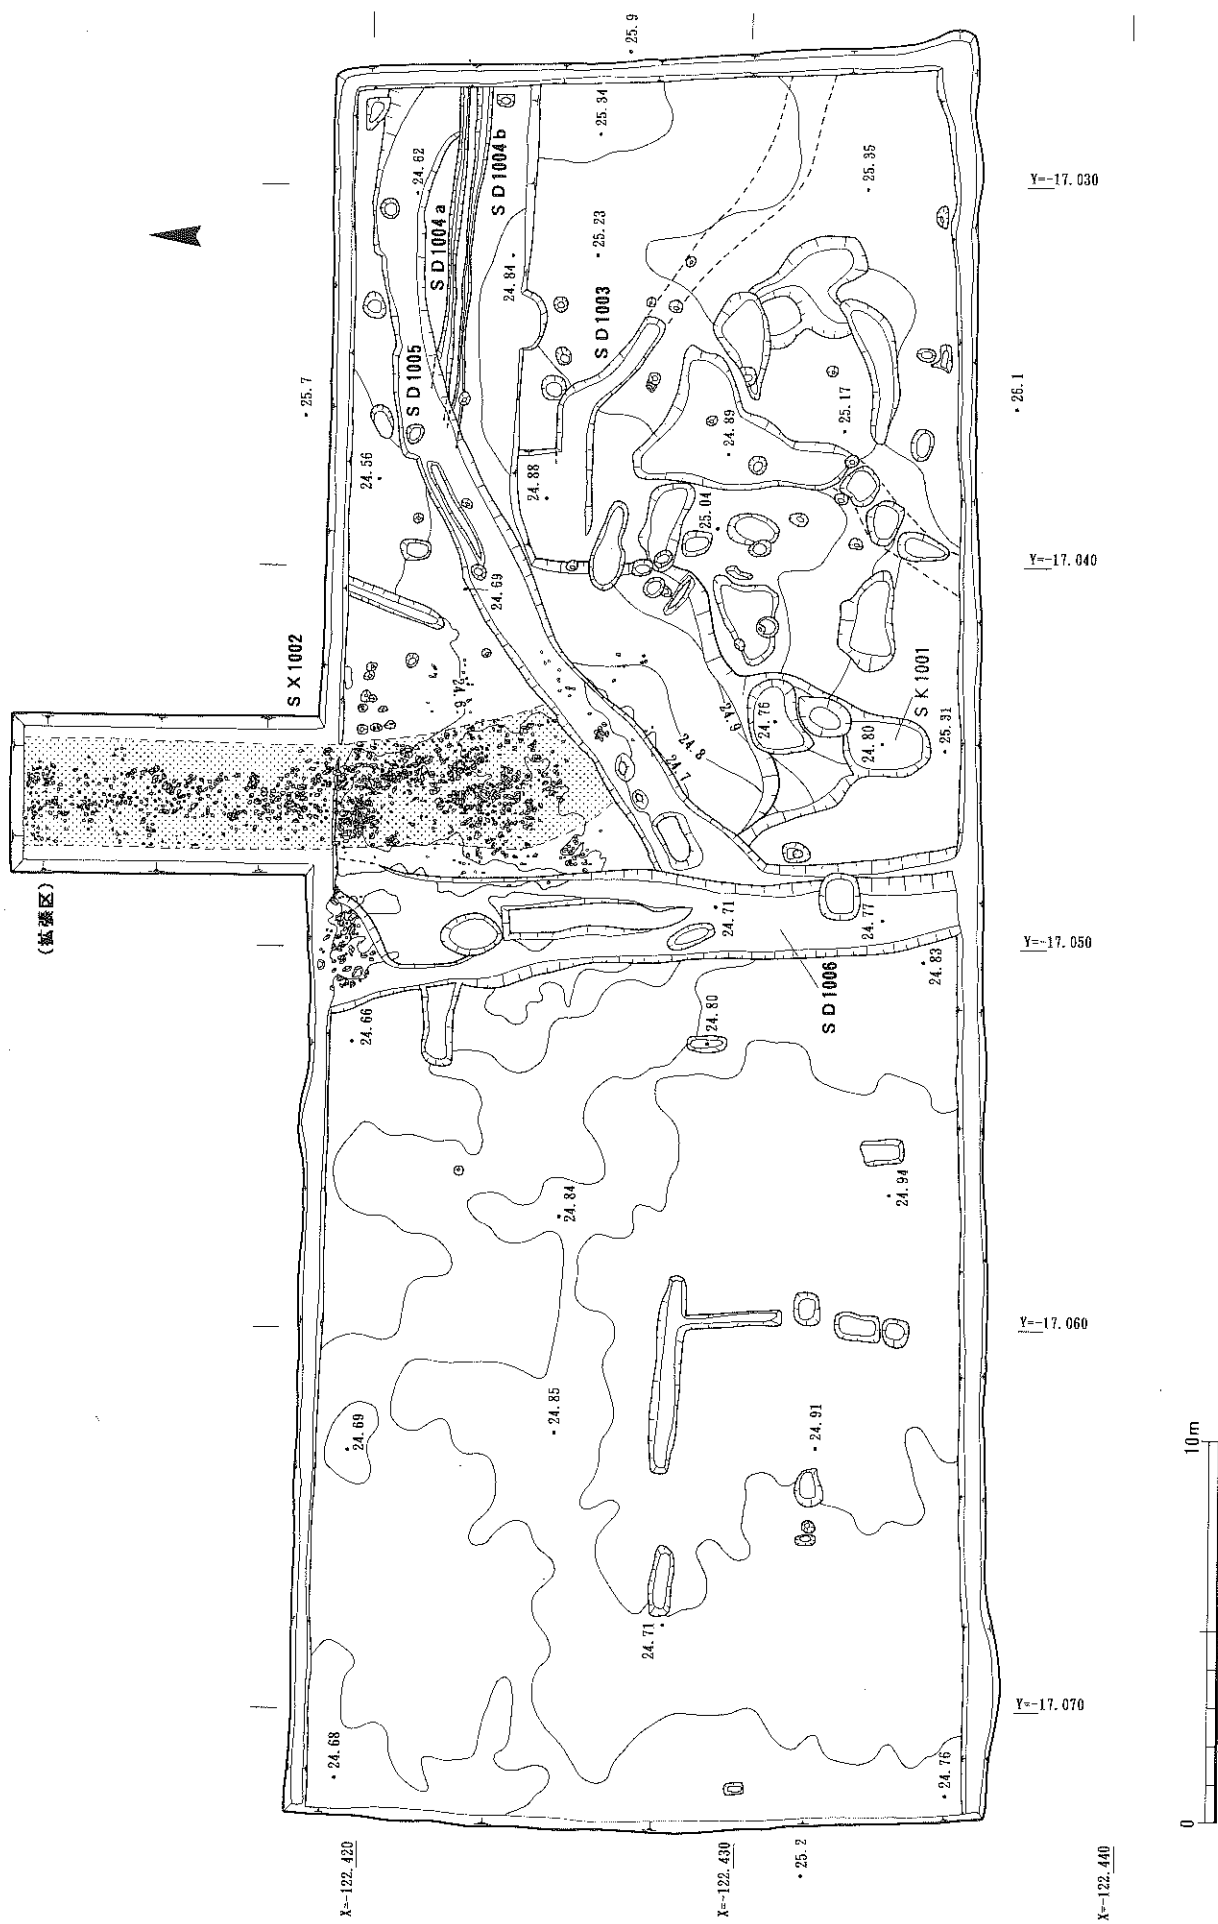 (拡張区)
SX1002
SD1005
SD1004a
SD1004b
SD1003
SK1001
SD1006
25.9
25.34
24.62
25.35
25.23
24.84
25.7
26.1
24.56
24.89
25.17
24.88
25.04
24.69
24.6
24.9
24.76
24.8
24.7
24.80
25.31
24.71
24.77
24.83
24.66
24.80
24.84
24.94
24.85
24.69
24.91
24.71
24.68
24.76
25.2
Y=-17.030
Y=-17.040
Y=-17.050
Y=-17.060
Y=-17.070
X=-122.420
X=-122.430
X=-122.440
0
10m